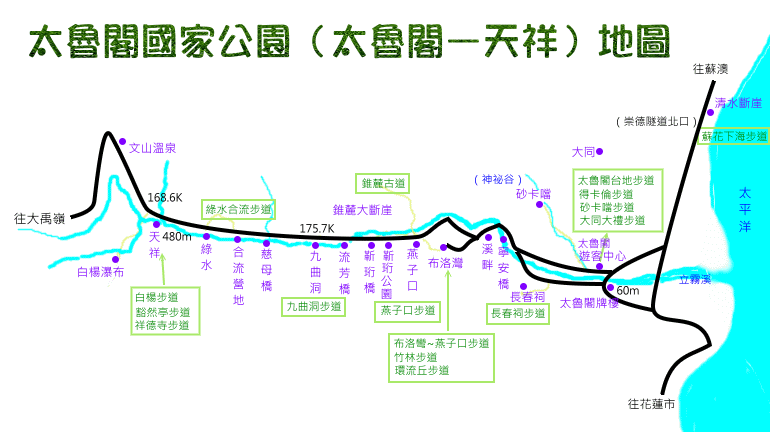 太魯閣國家公園（太魯閣－天祥）地圖
往蘇澳
清水斷崖
（崇德隧道北口）
蘇花下海步道
文山溫泉
大同
（神祕谷）
砂卡噹
錐麓古道
太魯閣台地步道
得卡倫步道
砂卡噹步道
大同大禮步道
太平洋
168.6K
綠水合流步道
錐麓大斷崖
往大禹嶺
175.7K
天祥
480m
綠水
合流營地
慈母橋
九曲洞
流芳橋
靳珩橋
靳珩公園
燕子口
布洛灣
溪畔
寧安橋
太魯閣
遊客中心
白楊瀑布
立霧溪
長春祠
太魯閣牌樓
60m
白楊步道
豁然亭步道
祥德寺步道
九曲洞步道
燕子口步道
長春祠步道
布洛彎~燕子口步道
竹林步道
環流丘步道
往花蓮市